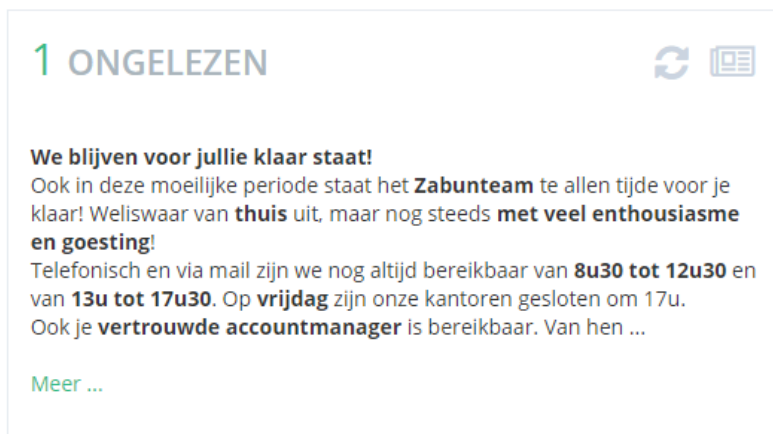 1 ONGELEZEN
We blijven voor jullie klaar staat!
Ook in deze moeilijke periode staat het Zabunteam te allen tijde voor je
klaar! Weliswaar van thuis uit, maar nog steeds met veel enthousiasme
en goesting!
Telefonisch en via mail zijn we nog altijd bereikbaar van 8u30 tot 12u30 en
van 13u tot 17u30. Op vrijdag zijn onze kantoren gesloten om 17u.
Ook je vertrouwde accountmanager is bereikbaar. Van hen ...
Meer ...